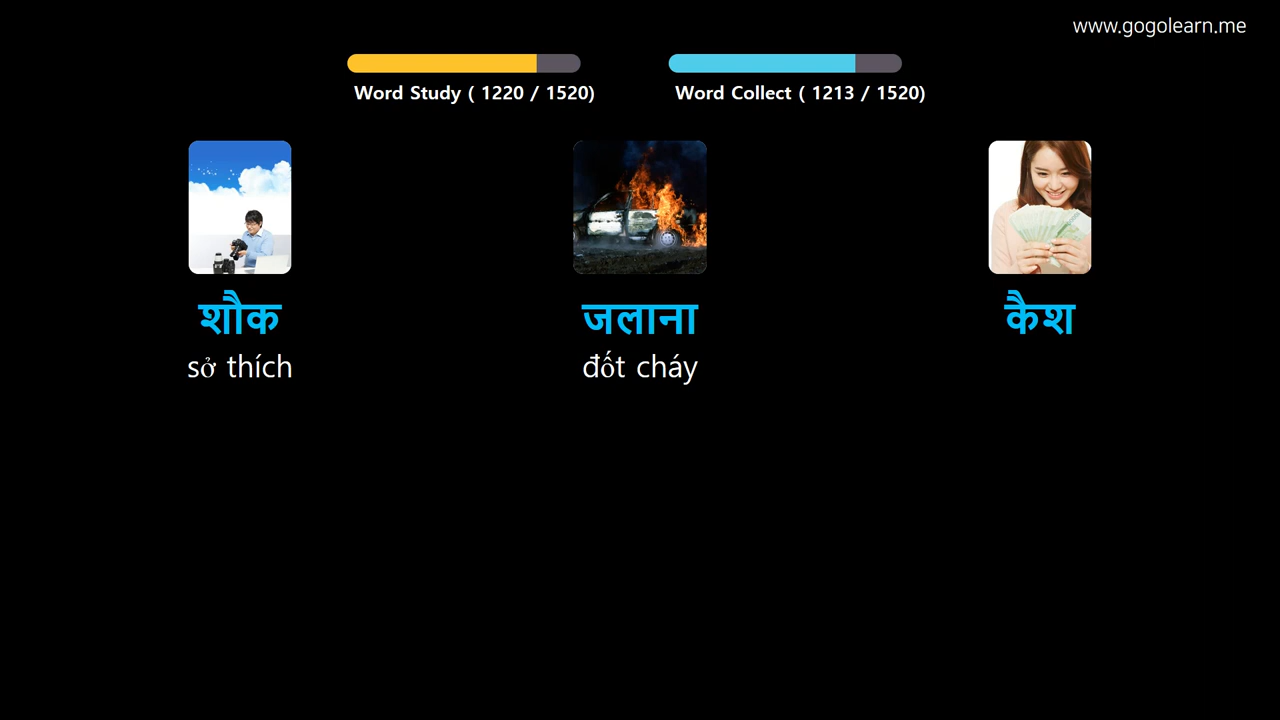 www.gogolearn.me
Word Study ( 1220 / 1520)
Word Collect ( 1213 / 1520)
शौक
जलाना
कैश
sở thích
đốt cháy